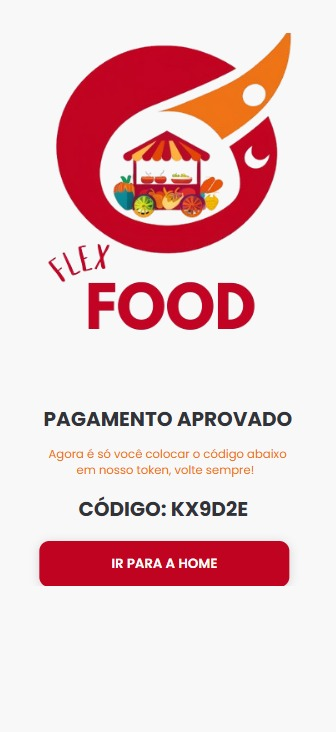 FLEX
FOOD
PAGAMENTO APROVADO
Agora é só você colocar o código abaixo
em nosso token, volte sempre!
CÓDIGO: KX9D2E
IR PARA A HOME